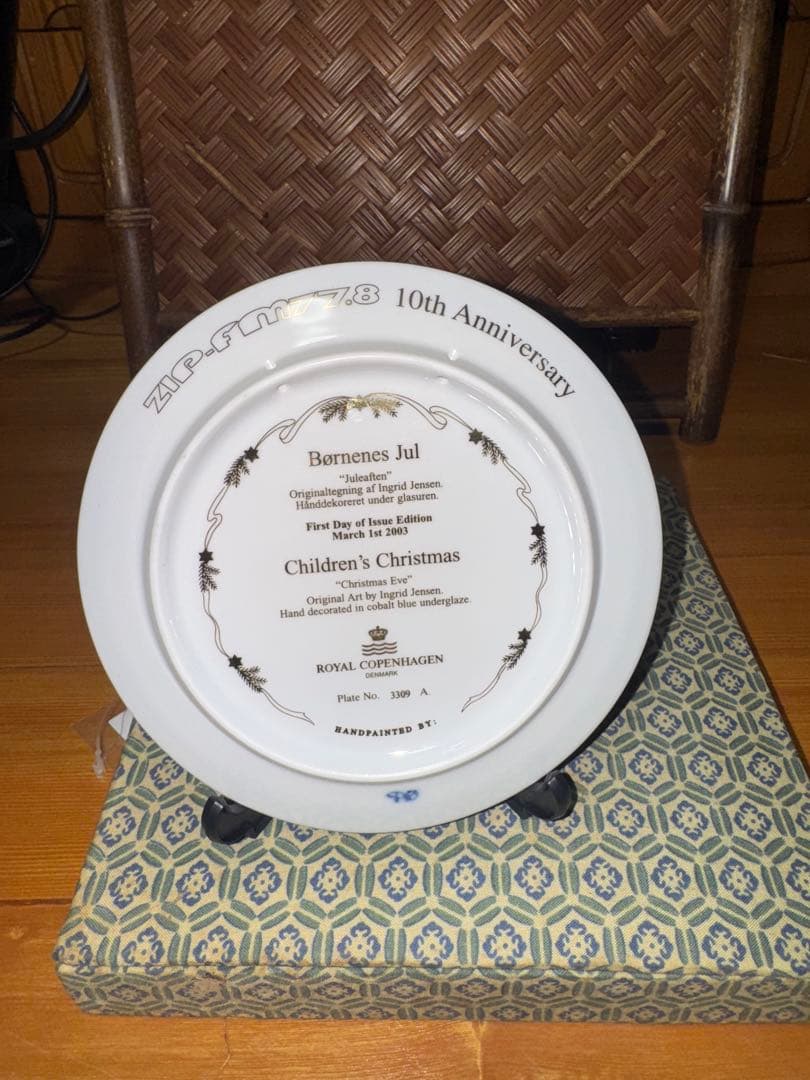 ZIP-FM 77.8 10th Anniversary
Børnenes Jul
“Juleaften”
Originaltegning af Ingrid Jensen.
Hånddekoreret under glasuren.
First Day of Issue Edition
March 1st 2003
Children’s Christmas
“Christmas Eve”
Original Art by Ingrid Jensen.
Hand decorated in cobalt blue underglaze.
ROYAL COPENHAGEN
DENMARK
Plate No. 3309 A.
HANDPAINTED BY: